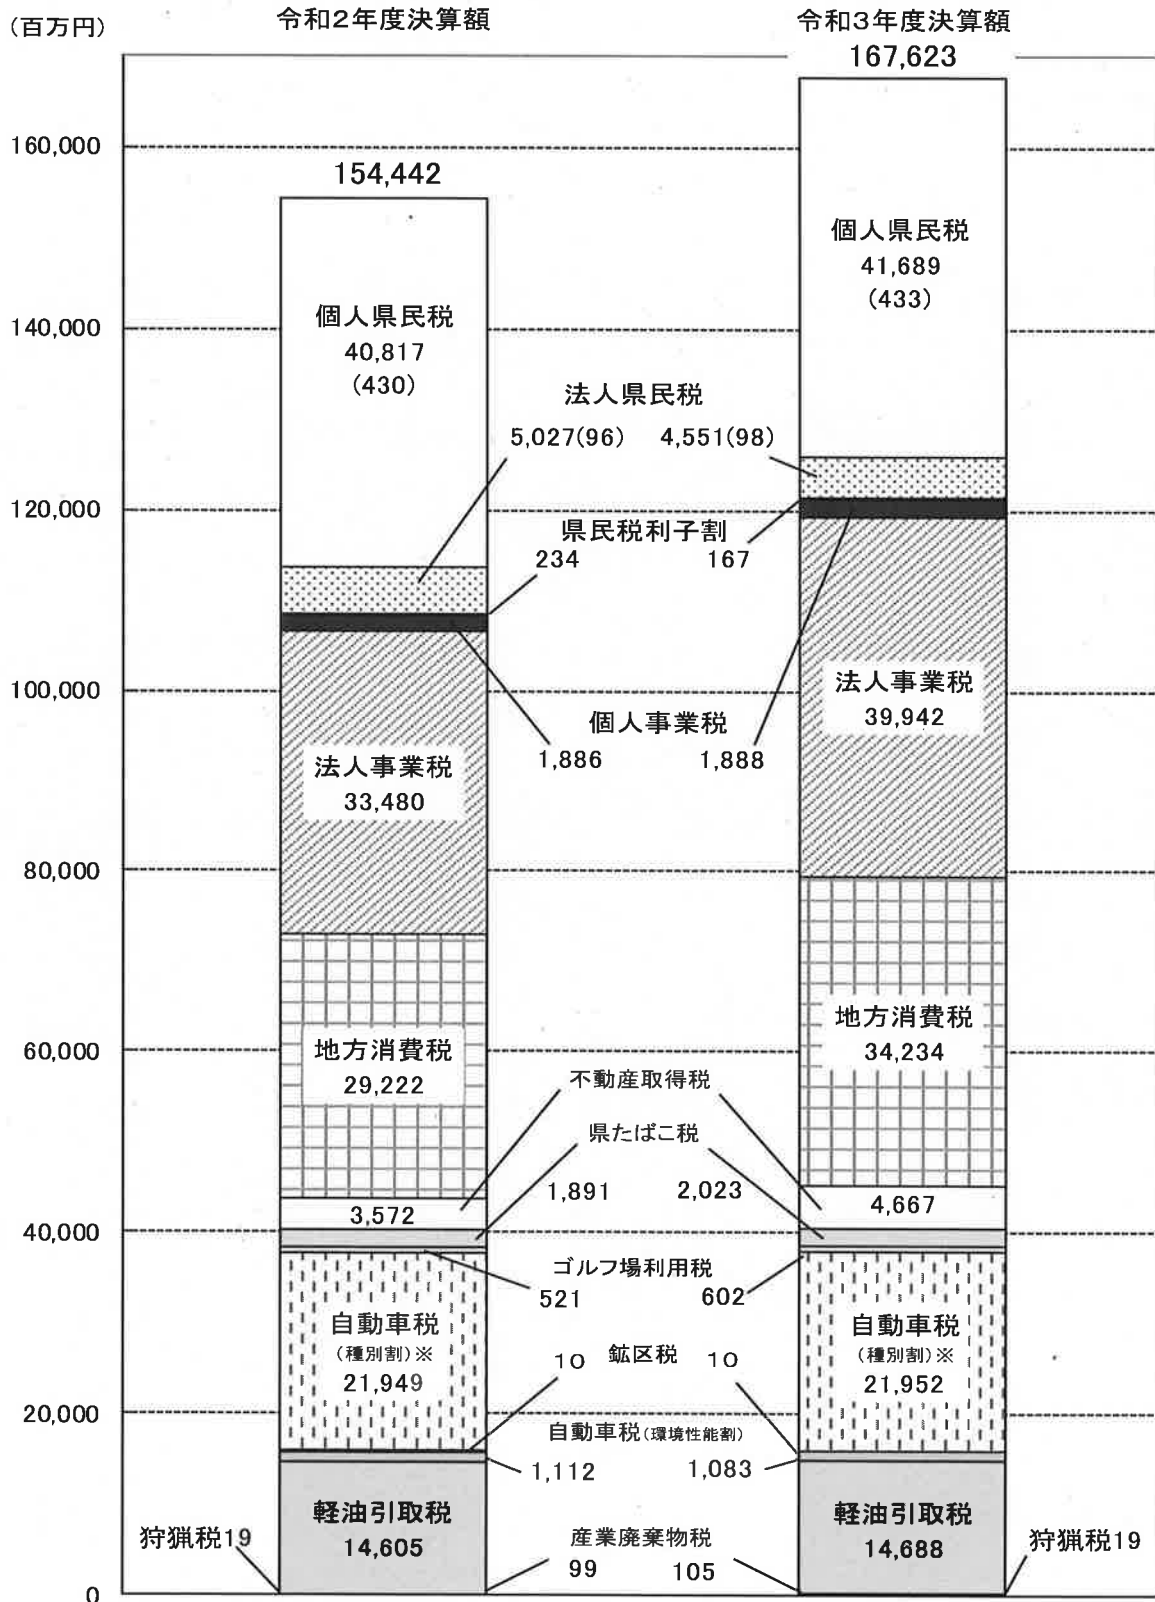 (百万円)
令和2年度決算額
令和3年度決算額
167,623
160,000
154,442
個人県民税
41,689
(433)
140,000
個人県民税
40,817
(430)
法人県民税
5,027(96) 4,551(98)
120,000
県民税利子割
234 167
100,000
法人事業税
39,942
個人事業税
1,886 1,888
法人事業税
33,480
80,000
地方消費税
34,234
地方消費税
29,222
60,000
不動産取得税
県たばこ税
1,891 2,023
3,572
4,667
40,000
ゴルフ場利用税
521 602
自動車税
(種別割)※
21,949
自動車税
(種別割)※
21,952
10 鉱区税 10
20,000
自動車税(環境性能割)
1,112 1,083
軽油引取税
14,605
軽油引取税
14,688
狩猟税19
産業廃棄物税
99 105
狩猟税19
0